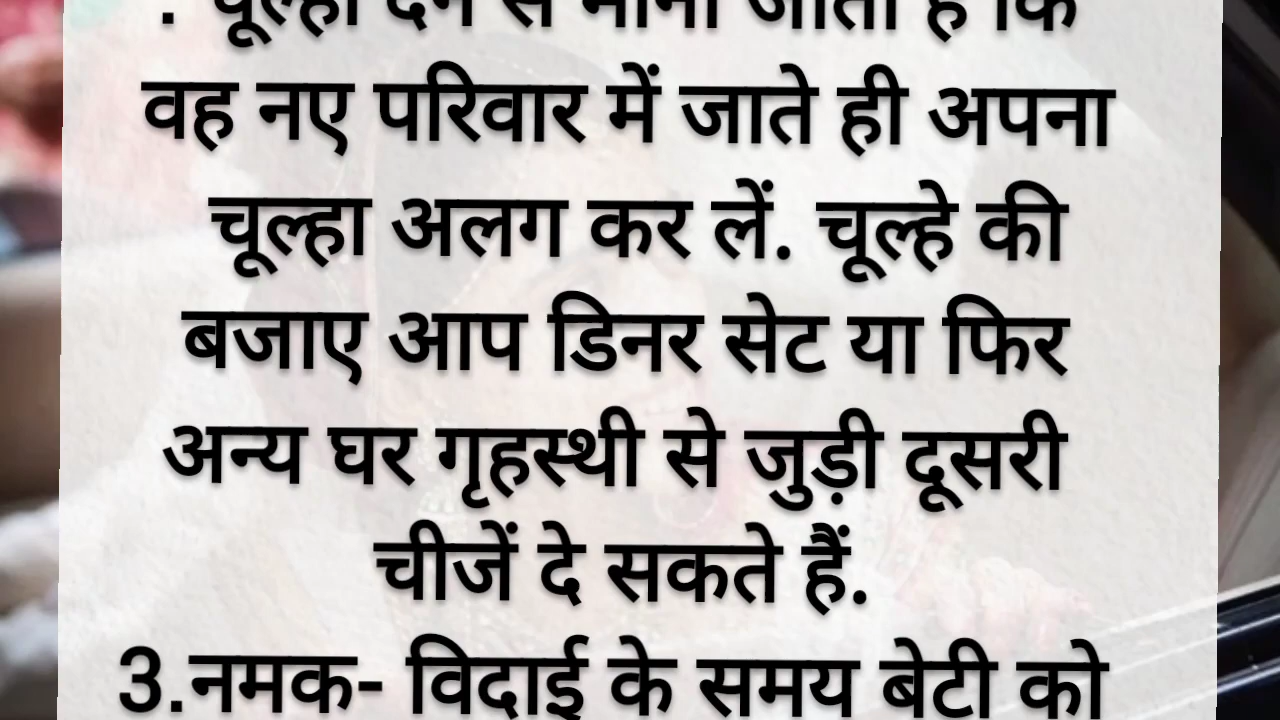 . चूल्हा देने से माना जाता है कि
वह नए परिवार में जाते ही अपना
चूल्हा अलग कर लें. चूल्हे की
बजाए आप डिनर सेट या फिर
अन्य घर गृहस्थी से जुड़ी दूसरी
चीजें दे सकते हैं.
3.नमक- विदाई के समय बेटी को